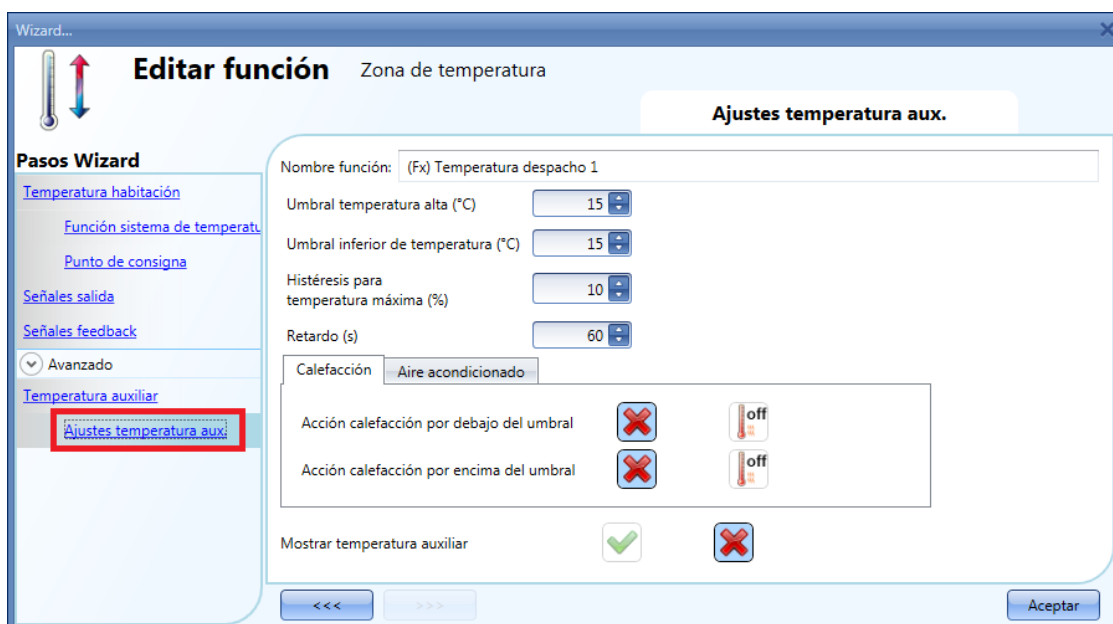 Wizard...
Editar función Zona de temperatura
Ajustes temperatura aux.
Pasos Wizard
Temperatura habitación
Función sistema de temperatu
Punto de consigna
Señales salida
Señales feedback
Avanzado
Temperatura auxiliar
Ajustes temperatura aux.
Nombre función: (Fx) Temperatura despacho 1
Umbral temperatura alta (°C) 15
Umbral inferior de temperatura (°C) 15
Histéresis para
temperatura máxima (%) 10
Retardo (s) 60
Calefacción Aire acondicionado
Acción calefacción por debajo del umbral off
Acción calefacción por encima del umbral off
Mostrar temperatura auxiliar
<<< >>> Aceptar